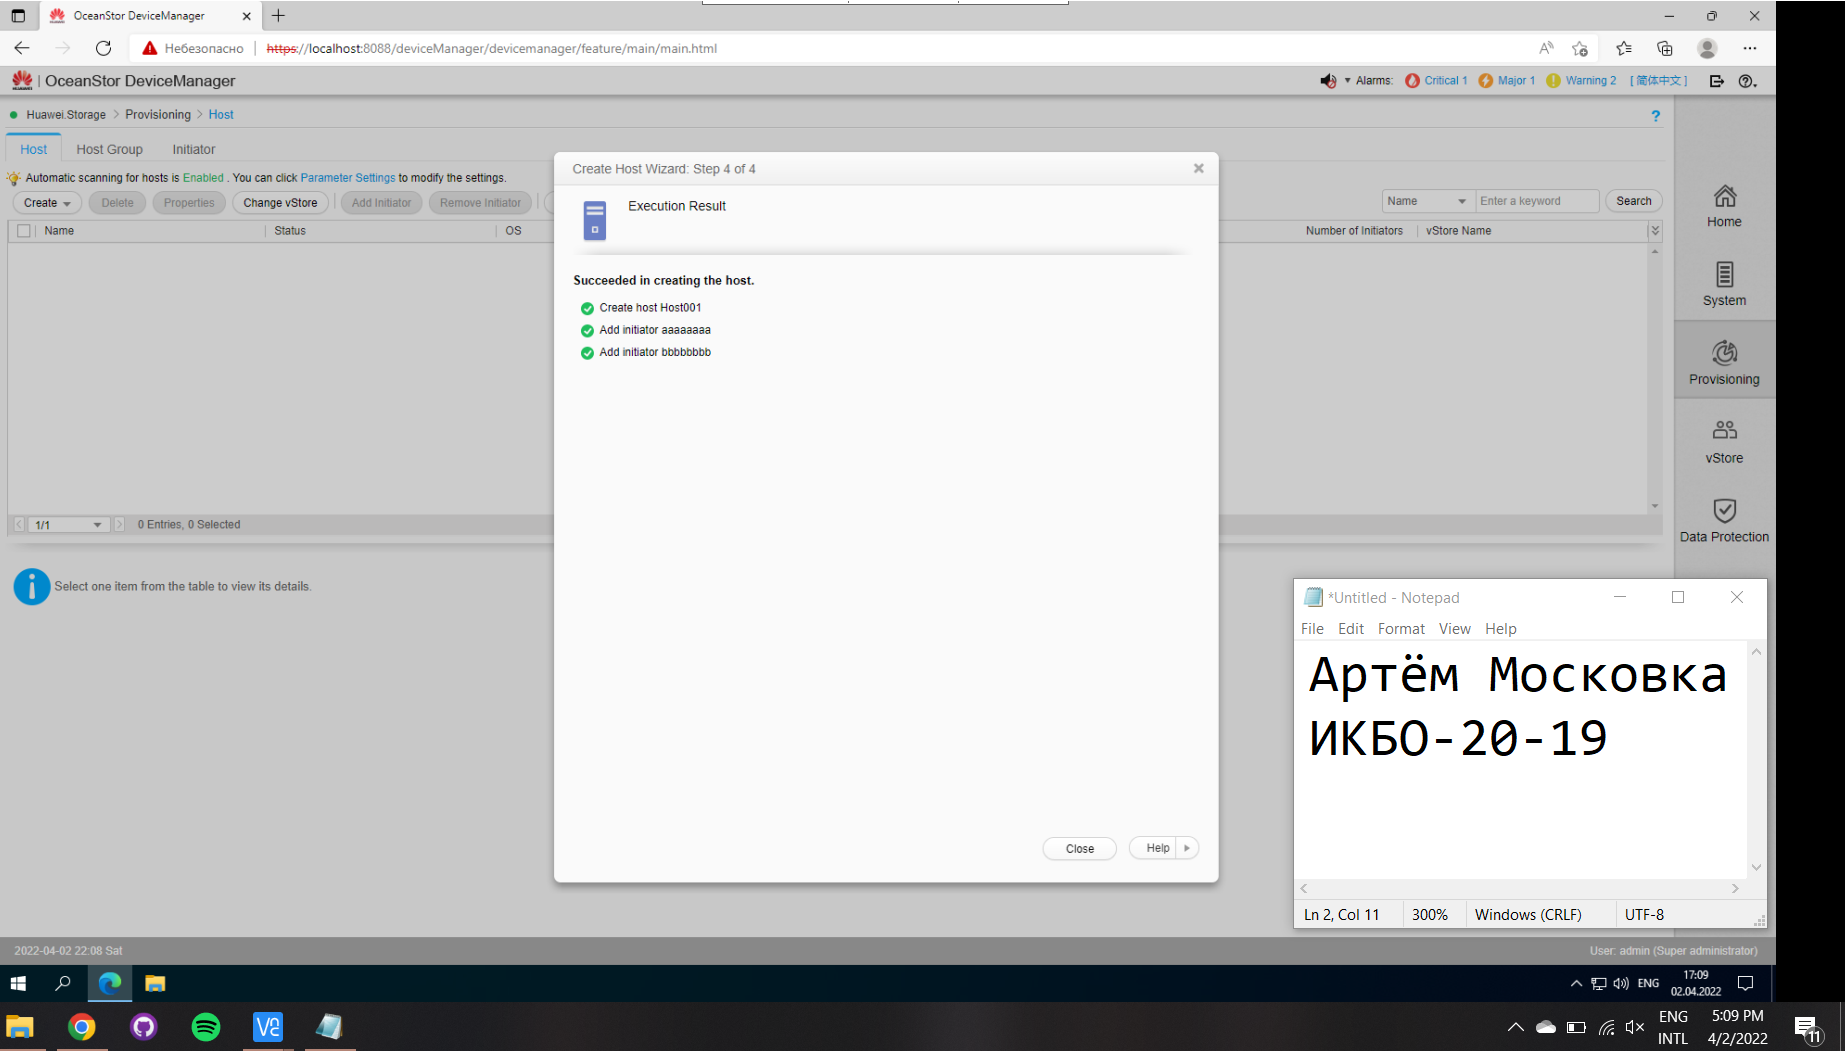 OceanStor DeviceManager
Небезопасно https://localhost:8088/deviceManager/devicemanager/feature/main/main.html
OceanStor DeviceManager
Alarms: Critical 1 Major 1 Warning 2 [简体中文]
Huawei.Storage > Provisioning > Host
Host Host Group Initiator
Automatic scanning for hosts is Enabled . You can click Parameter Settings to modify the settings.
Create Delete Properties Change vStore Add Initiator Remove Initiator
Name Enter a keyword Search
Name Status OS Number of Initiators vStore Name
1/1 0 Entries, 0 Selected
Select one item from the table to view its details.
Create Host Wizard: Step 4 of 4
Execution Result
Succeeded in creating the host.
Create host Host001
Add initiator aaaaaaaa
Add initiator bbbbbbbb
Close Help
Home
System
Provisioning
vStore
Data Protection
*Untitled - Notepad
File Edit Format View Help
Артём Московка
ИКБО-20-19
Ln 2, Col 11 300% Windows (CRLF) UTF-8
2022-04-02 22:08 Sat User: admin (Super administrator)
ENG 17:09
02.04.2022
ENG 5:09 PM
INTL 4/2/2022
11